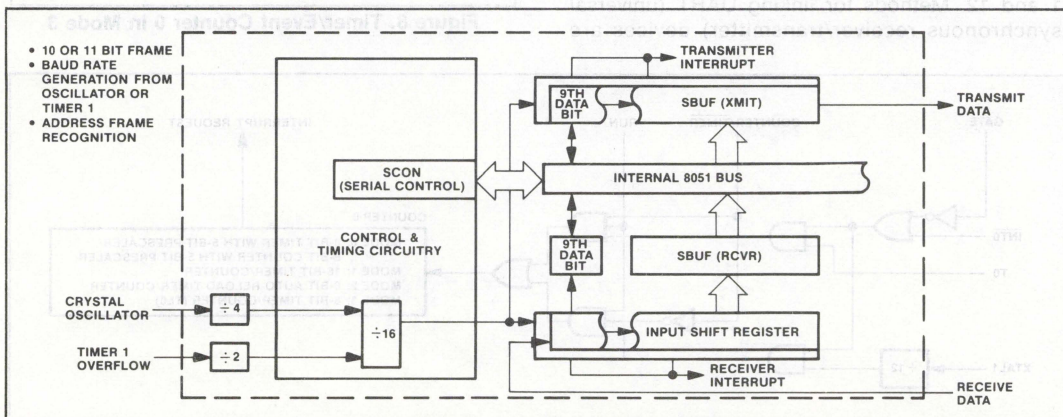 • 10 OR 11 BIT FRAME
• BAUD RATE
GENERATION FROM
OSCILLATOR OR
TIMER 1
• ADDRESS FRAME
RECOGNITION
TRANSMITTER
INTERRUPT
9TH
DATA
BIT
SBUF (XMIT)
TRANSMIT
DATA
SCON
(SERIAL CONTROL)
INTERNAL 8051 BUS
CONTROL &
TIMING CIRCUITRY
9TH
DATA
BIT
SBUF (RCVR)
CRYSTAL
OSCILLATOR
÷4
÷16
INPUT SHIFT REGISTER
TIMER 1
OVERFLOW
÷2
RECEIVER
INTERRUPT
RECEIVE
DATA